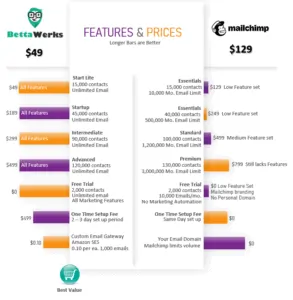 BettaWerks
$49
FEATURES & PRICES
Longer Bars are Better
mailchimp
$129
$49 All Features
Start Lite
15,000 contacts
Unlimited Email
Essentials
15,000 contacts
Mo. Email Limit
$129 Low Feature set
$199 All Features
Startup
45,000 contacts
Unlimited Email
Essentials
40,000 contacts
500,000 Mo. Email Limit
Low Feature set
$299 All Features
Intermediate
90,000 contacts
Unlimited Email
Standard
100,000 contacts
1,200,000 Mo. Email Limit
$499 Medium Feature set
$499 All Features
Advanced
130,000 contacts
Unlimited Email
Premium
130,000 contacts
3,000,000 Mo. Email Limit
$799 Still lacks Features
$0
Free Trial
2,000 contacts
Unlimited Email
All Marketing Features
Free Trial
2,000 contacts
10,000 Emails/mo.
No Marketing Automation
$0 Low Feature Set
Mailchimp branding
No Personal Domain
$499
One Time Setup Fee
2 - 3 day set up period
One Time Setup Fee
Same Day set up
$0
$0.10
Custom Email Gateway
Amazon SES
0.10 per ea. 1,000 emails
Your Email Domain
Mailchimp limits volume
$0
Best Value